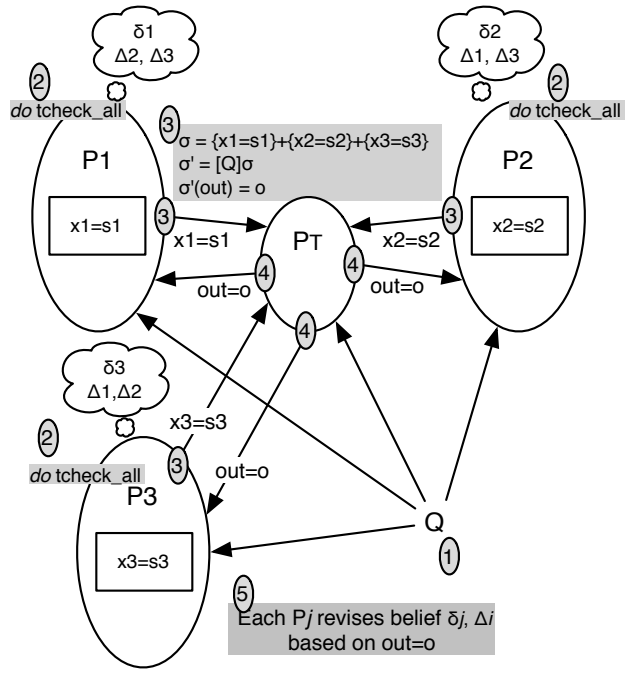 δ1
Δ2, Δ3
2
do tcheck_all
P1
x1=s1
3
σ = {x1=s1}+{x2=s2}+{x3=s3}
σ' = [Q]σ
σ'(out) = o
δ2
Δ1, Δ3
2
do tcheck_all
P2
x2=s2
3
x1=s1
PT
3
x2=s2
4
out=o
4
out=o
4
δ3
Δ1,Δ2
2
do tcheck_all
P3
x3=s3
3
x3=s3
out=o
Q
1
5
Each Pj revises belief δj, Δi
based on out=o